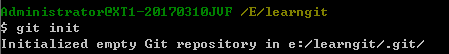 Administrator@XT1-20170310JVF /E/learngit
$ git init
Initialized empty Git repository in e:/learngit/.git/